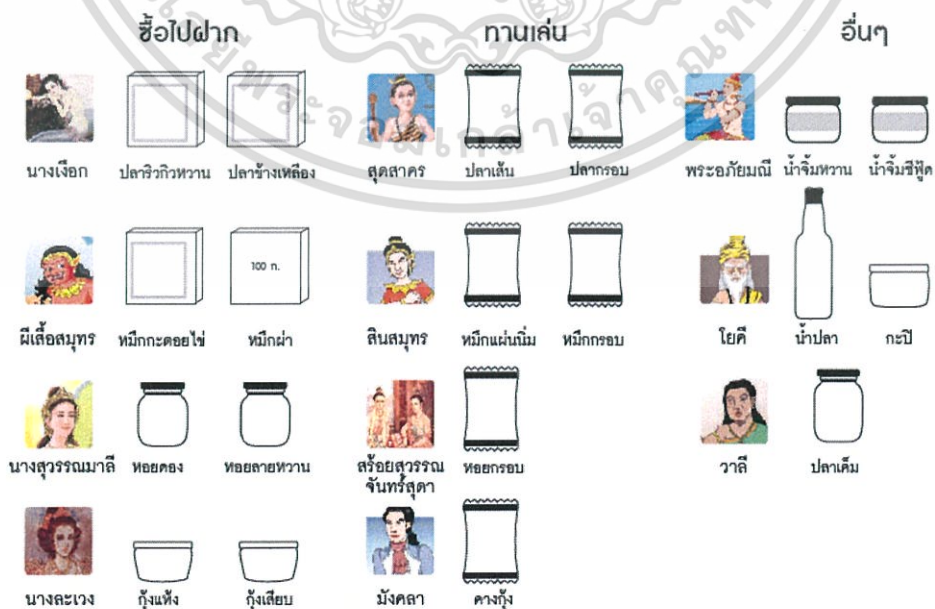 ซื้อไปฝาก ทานเล่น อื่นๆ
นางเงือก ปลาริวกิวหวาน ปลาข้างเหลือง สุดสาคร ปลาเส้น ปลากรอบ พระอภัยมณี น้ำจิ้มหวาน น้ำจิ้มซีฟู้ด
100 ก.
ผีเสื้อสมุทร หมึกกะตอยไข่ หมึกผ่า สินสมุทร หมึกแผ่นนิ่ม หมึกกรอบ โยคี น้ำปลา กะปิ
นางสุวรรณมาลี หอยดอง หอยลายหวาน สร้อยสุวรรณ หอยกรอบ วาลี ปลาเค็ม
จันทร์สุดา
นางละเวง กุ้งแห้ง กุ้งเสียบ มังคลา คางกุ้ง